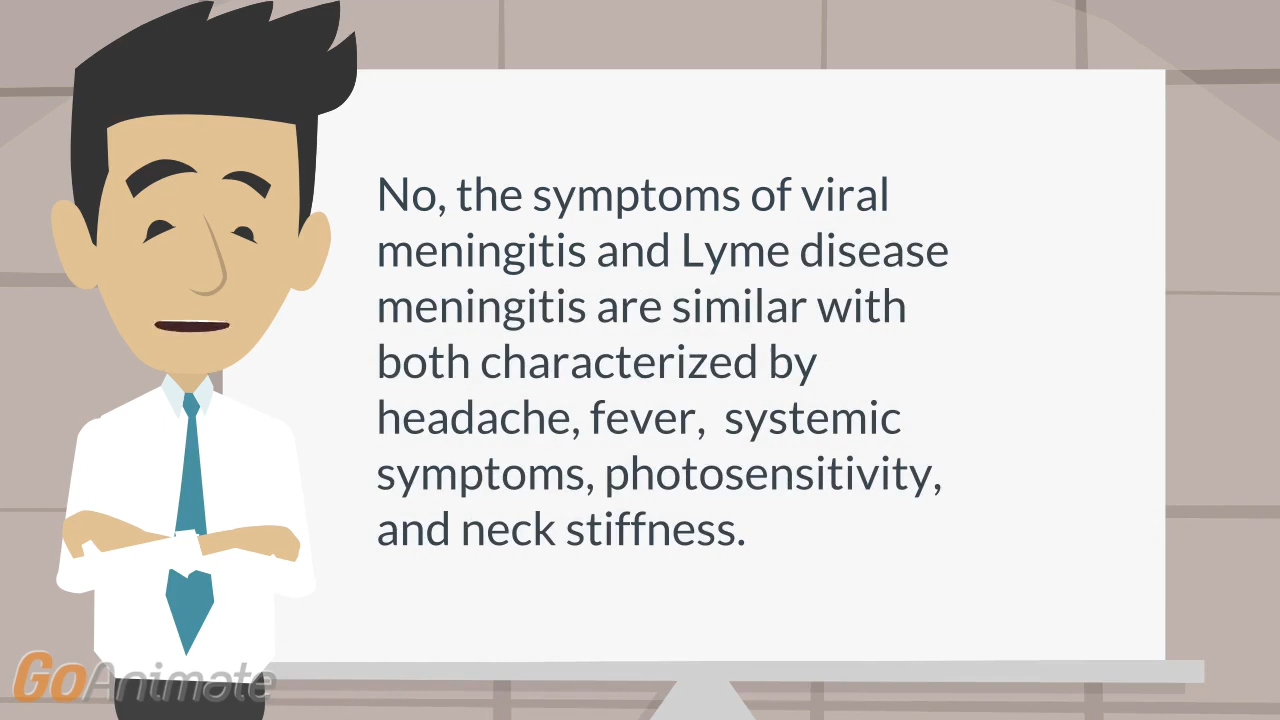 No, the symptoms of viral
meningitis and Lyme disease
meningitis are similar with
both characterized by
headache, fever,  systemic
symptoms, photosensitivity,
and neck stiffness.
GoAnimate